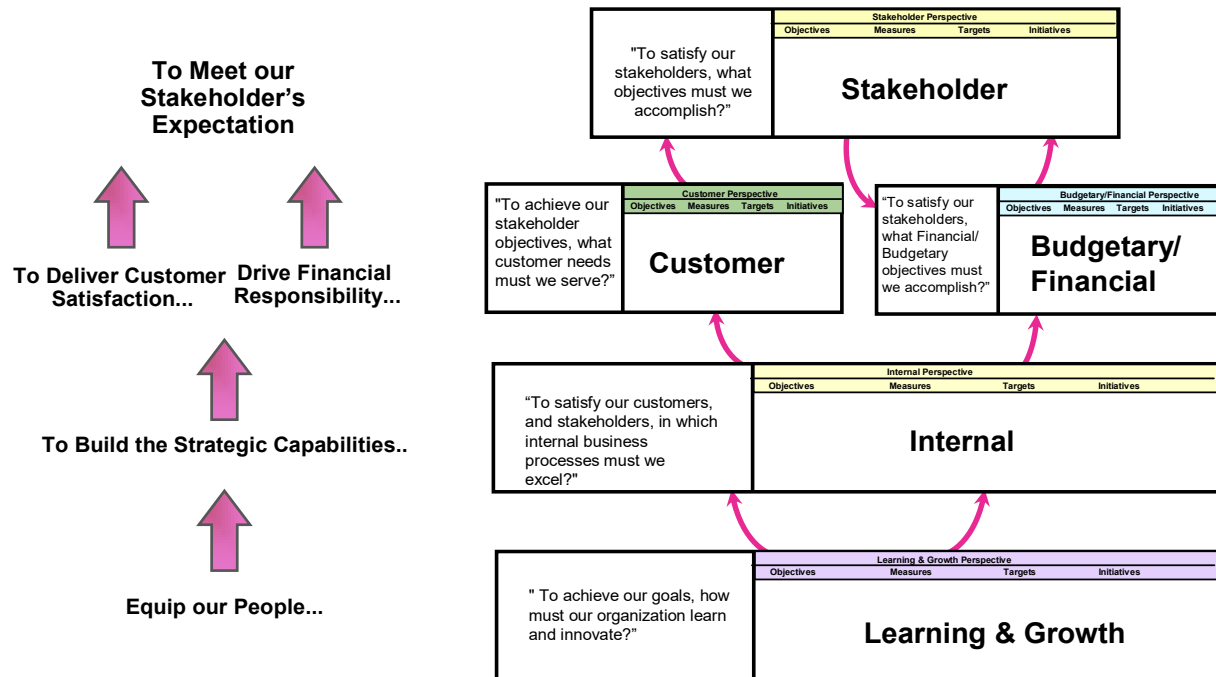 To Meet our
Stakeholder’s
Expectation
To Deliver Customer
Satisfaction...
Drive Financial
Responsibility...
To Build the Strategic Capabilities..
Equip our People...
"To satisfy our
stakeholders, what
objectives must we
accomplish?”
Stakeholder Perspective
Objectives Measures Targets Initiatives
Stakeholder
"To achieve our
stakeholder
objectives, what
customer needs
must we serve?”
Customer Perspective
Objectives Measures Targets Initiatives
Customer
“To satisfy our
stakeholders,
what Financial/
Budgetary
objectives must
we accomplish?”
Budgetary/Financial Perspective
Objectives Measures Targets Initiatives
Budgetary/
Financial
“To satisfy our customers,
and stakeholders, in which
internal business
processes must we
excel?"
Internal Perspective
Objectives Measures Targets Initiatives
Internal
" To achieve our goals, how
must our organization learn
and innovate?”
Learning & Growth Perspective
Objectives Measures Targets Initiatives
Learning & Growth